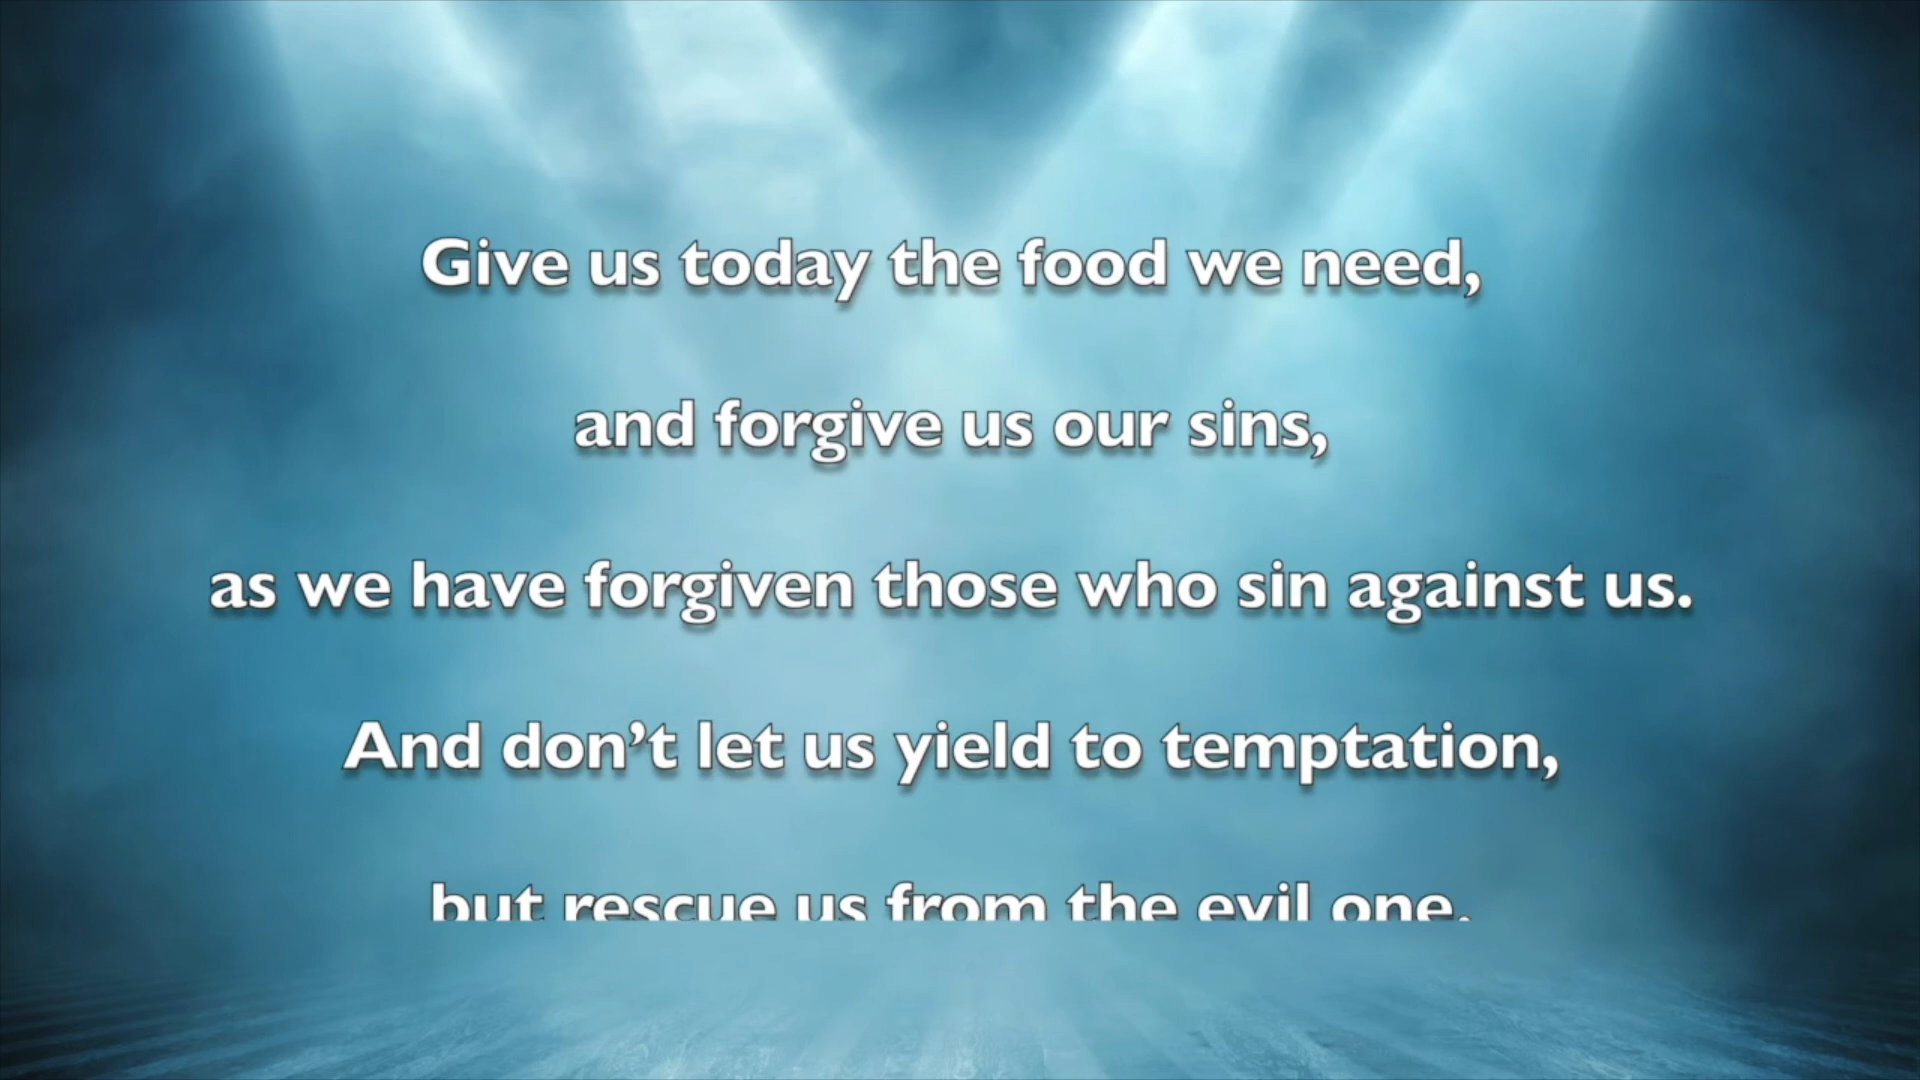 Give us today the food we need,
and forgive us our sins,
as we have forgiven those who sin against us.
And don’t let us yield to temptation,
but rescue us from the evil one.